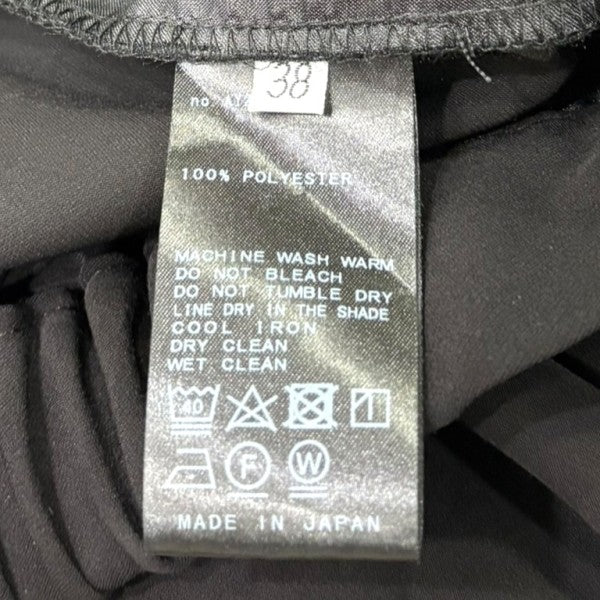 38
no.
100% POLYESTER
MACHINE WASH WARM
DO NOT BLEACH
DO NOT TUMBLE DRY
LINE DRY IN THE SHADE
COOL IRON
DRY CLEAN
WET CLEAN
40
F W
MADE IN JAPAN